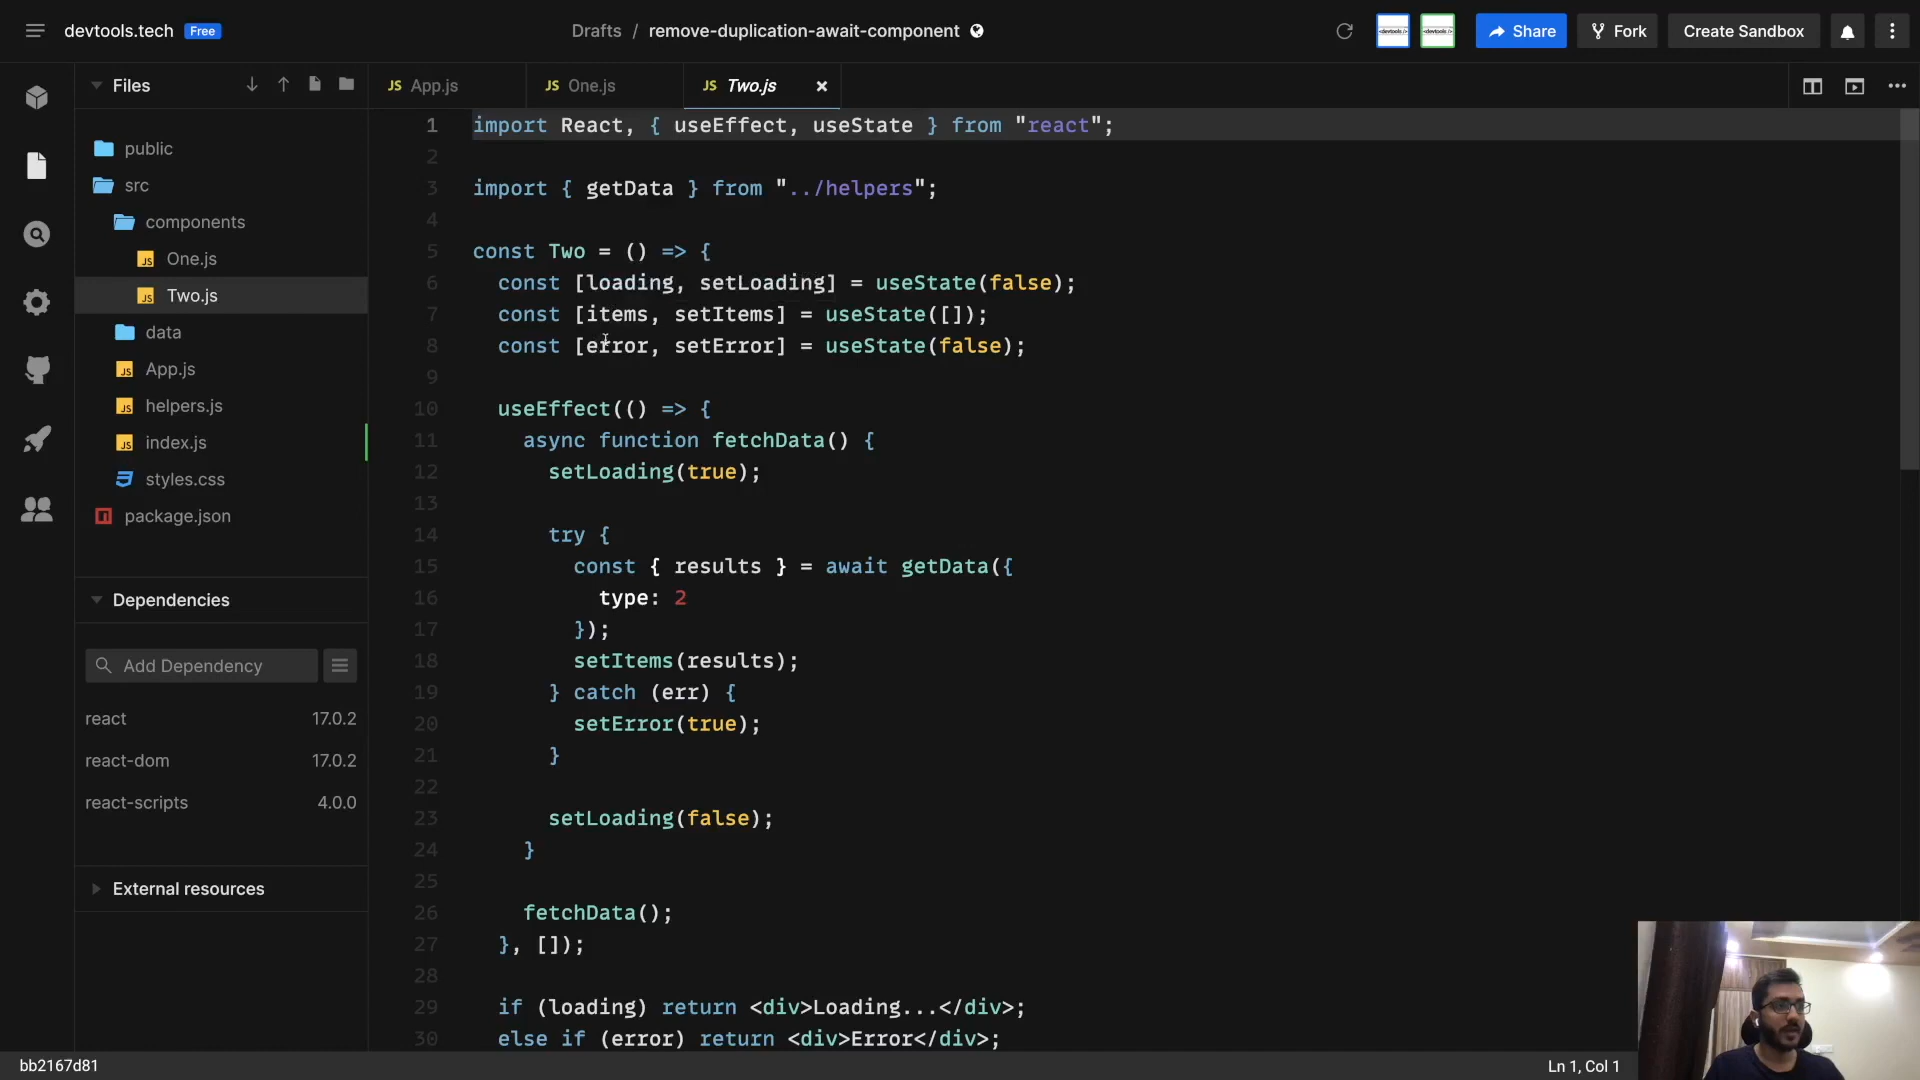 devtools.tech Free
Drafts / remove-duplication-await-component
Share
Fork
Create Sandbox
Files
JS App.js
JS One.js
JS Two.js
public
src
components
JS One.js
JS Two.js
data
JS App.js
JS helpers.js
JS index.js
styles.css
package.json
Dependencies
Add Dependency
react 17.0.2
react-dom 17.0.2
react-scripts 4.0.0
External resources
1 import React, { useEffect, useState } from "react";
2
3 import { getData } from "../helpers";
4
5 const Two = () => {
6 const [loading, setLoading] = useState(false);
7 const [items, setItems] = useState([]);
8 const [error, setError] = useState(false);
9
10 useEffect(() => {
11 async function fetchData() {
12 setLoading(true);
13
14 try {
15 const { results } = await getData({
16 type: 2
17 });
18 setItems(results);
19 } catch (err) {
20 setError(true);
21 }
22
23 setLoading(false);
24 }
25
26 fetchData();
27 }, []);
28
29 if (loading) return <div>Loading...</div>;
30 else if (error) return <div>Error</div>;
bb2167d81
Ln 1, Col 1